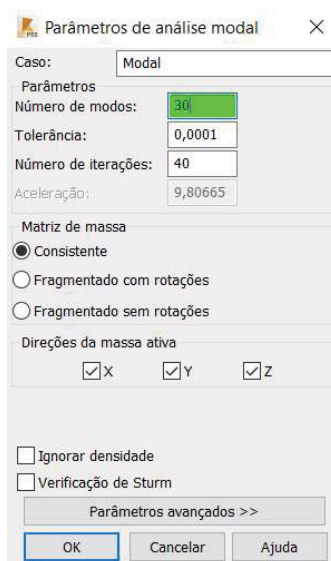 PRO Parâmetros de análise modal
Caso: Modal
Parâmetros
Número de modos: 30
Tolerância: 0,0001
Número de iterações: 40
Aceleração: 9,80665
Matriz de massa
Consistente
Fragmentado com rotações
Fragmentado sem rotações
Direções da massa ativa
X Y Z
Ignorar densidade
Verificação de Sturm
Parâmetros avançados >>
OK Cancelar Ajuda